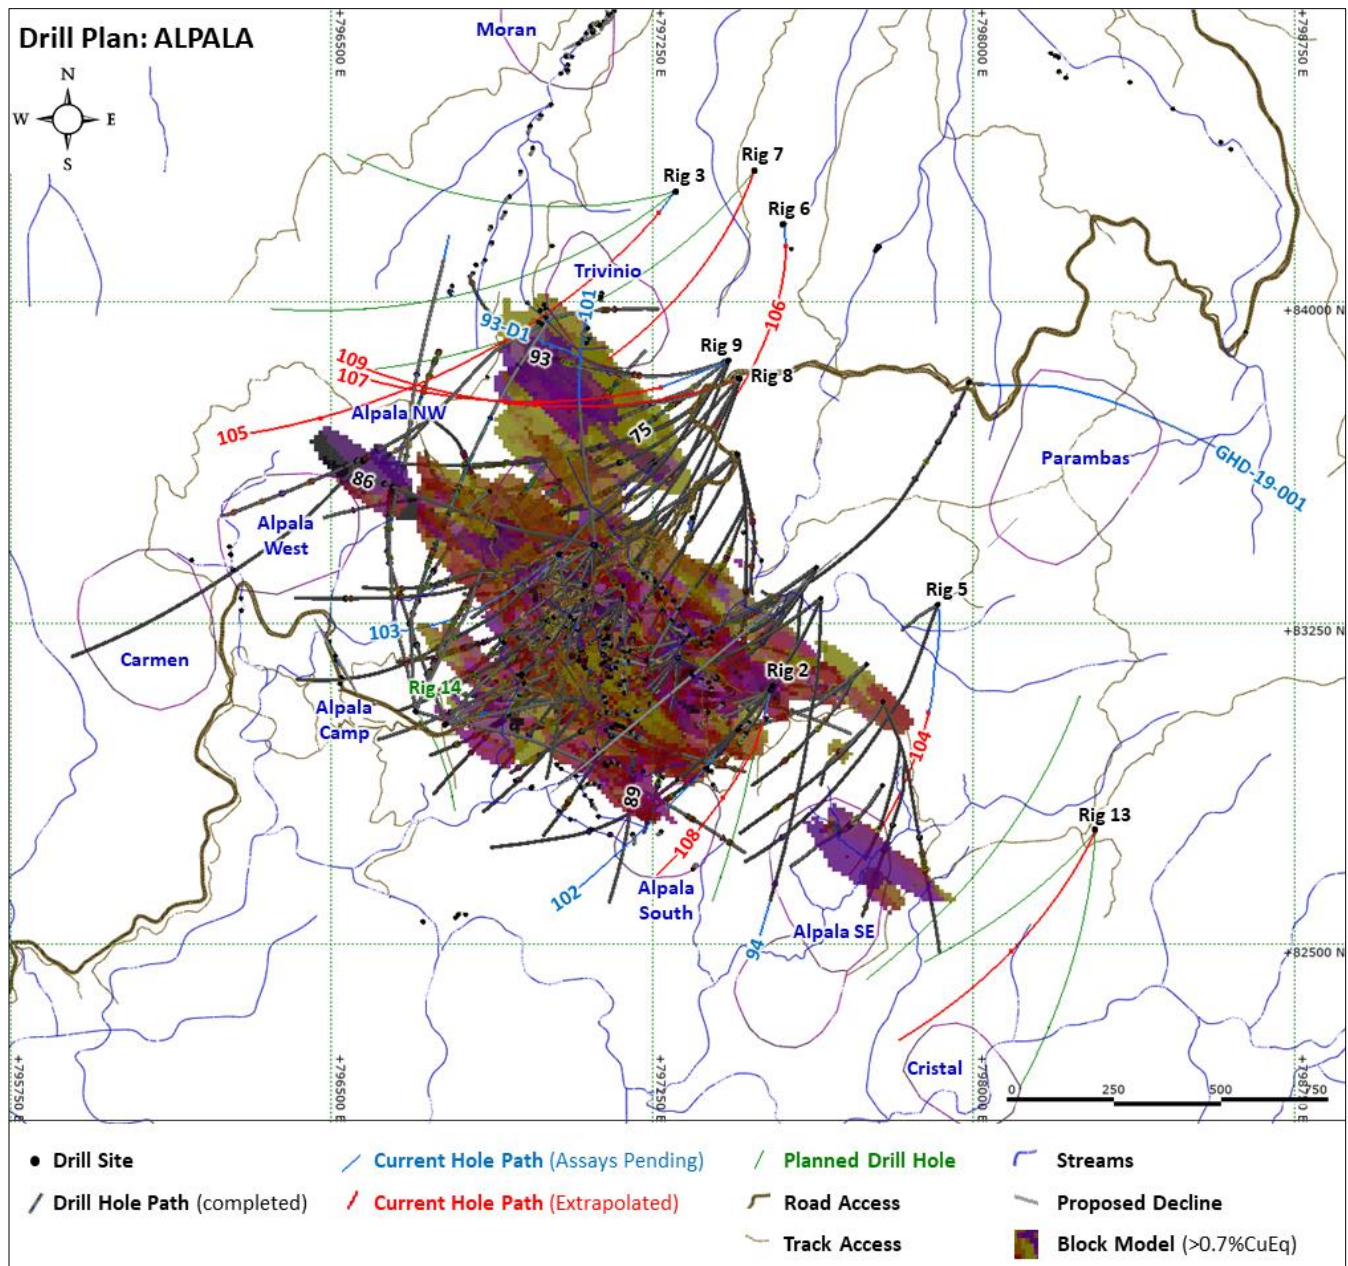 Drill Plan: ALPALA
N
W E
S
+796500 E
+797250 E
+798000 E
+798750 E
Moran
Rig 3
Rig 7
Rig 6
Trivinio
101
+84000 N
93-D1
93
106
Rig 9
Rig 8
109
107
Alpala NW
105
75
86
Parambas
GHD-19-001
Alpala
West
Rig 5
103
+83250 N
Carmen
Rig 14
Rig 2
Alpala
Camp
104
89
108
Rig 13
102
Alpala
South
94
Alpala SE
+82500 N
Cristal
+795750 E
+796500 E
+797250 E
+798000 E
0 250 500 750
Drill Site
Current Hole Path (Assays Pending)
Planned Drill Hole
Streams
Drill Hole Path (completed)
Current Hole Path (Extrapolated)
Road Access
Proposed Decline
Track Access
Block Model (>0.7%CuEq)